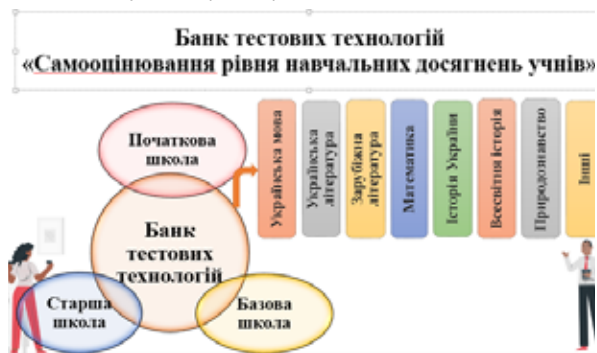 Банк тестових технологій
«Самооцінювання рівня навчальних досягнень учнів»
Початкова
школа
Банк
тестових
технологій
Старша
школа
Базова
школа
Українська мова
Українська
література
Зарубіжна
література
Математика
Історія України
Всесвітня історія
Природознавство
Інші